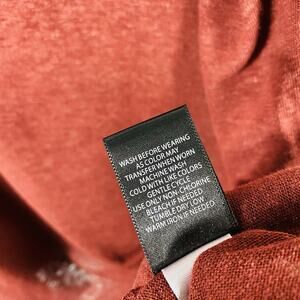 WASH BEFORE WEARING
AS COLOR MAY
TRANSFER WHEN WORN
MACHINE WASH
COLD WITH LIKE COLORS
GENTLE CYCLE
USE ONLY NON-CHLORINE
BLEACH IF NEEDED
TUMBLE DRY LOW
WARM IRON IF NEEDED